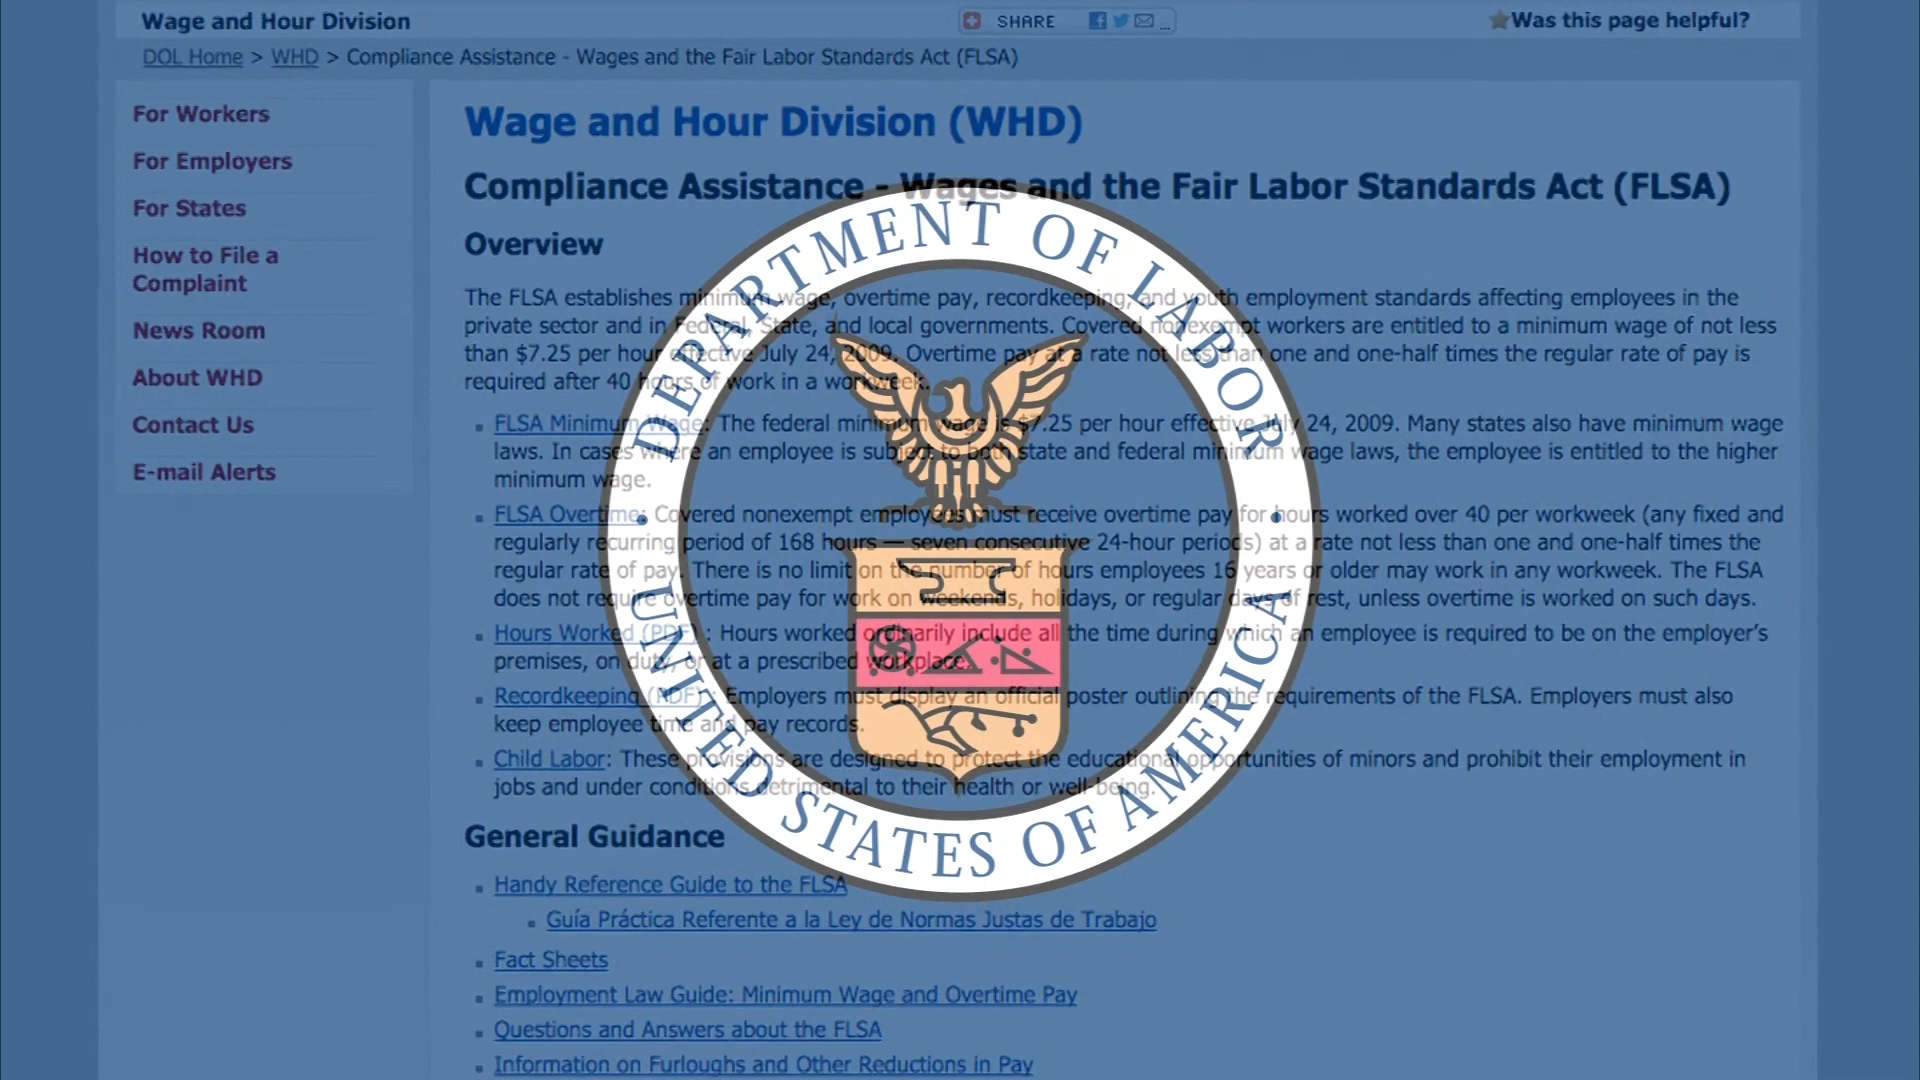 Wage and Hour Division
SHARE
...
Was this page helpful?
DOL Home > WHD > Compliance Assistance - Wages and the Fair Labor Standards Act (FLSA)
For Workers
For Employers
For States
How to File a
Complaint
News Room
About WHD
Contact Us
E-mail Alerts
Wage and Hour Division (WHD)
Compliance Assistance - Wages and the Fair Labor Standards Act (FLSA)
Overview
The FLSA establishes minimum wage, overtime pay, recordkeeping, and youth employment standards affecting employees in the
private sector and in Federal, State, and local governments. Covered nonexempt workers are entitled to a minimum wage of not less
than $7.25 per hour effective July 24, 2009. Overtime pay at a rate not less than one and one-half times the regular rate of pay is
required after 40 hours of work in a workweek.
FLSA Minimum Wage: The federal minimum wage is $7.25 per hour effective July 24, 2009. Many states also have minimum wage
laws. In cases where an employee is subject to both state and federal minimum wage laws, the employee is entitled to the higher
minimum wage.
FLSA Overtime: Covered nonexempt employees must receive overtime pay for hours worked over 40 per workweek (any fixed and
regularly recurring period of 168 hours — seven consecutive 24-hour periods) at a rate not less than one and one-half times the
regular rate of pay. There is no limit on the number of hours employees 16 years or older may work in any workweek. The FLSA
does not require overtime pay for work on weekends, holidays, or regular days of rest, unless overtime is worked on such days.
Hours Worked (PDF) : Hours worked ordinarily include all the time during which an employee is required to be on the employer's
premises, on duty, or at a prescribed workplace.
Recordkeeping (PDF) : Employers must display an official poster outlining the requirements of the FLSA. Employers must also
keep employee time and pay records.
Child Labor: These provisions are designed to protect the educational opportunities of minors and prohibit their employment in
jobs and under conditions detrimental to their health or well-being.
General Guidance
Handy Reference Guide to the FLSA
Guía Práctica Referente a la Ley de Normas Justas de Trabajo
Fact Sheets
Employment Law Guide: Minimum Wage and Overtime Pay
Questions and Answers about the FLSA
Information on Furloughs and Other Reductions in Pay
DEPARTMENT OF LABOR
UNITED STATES OF AMERICA